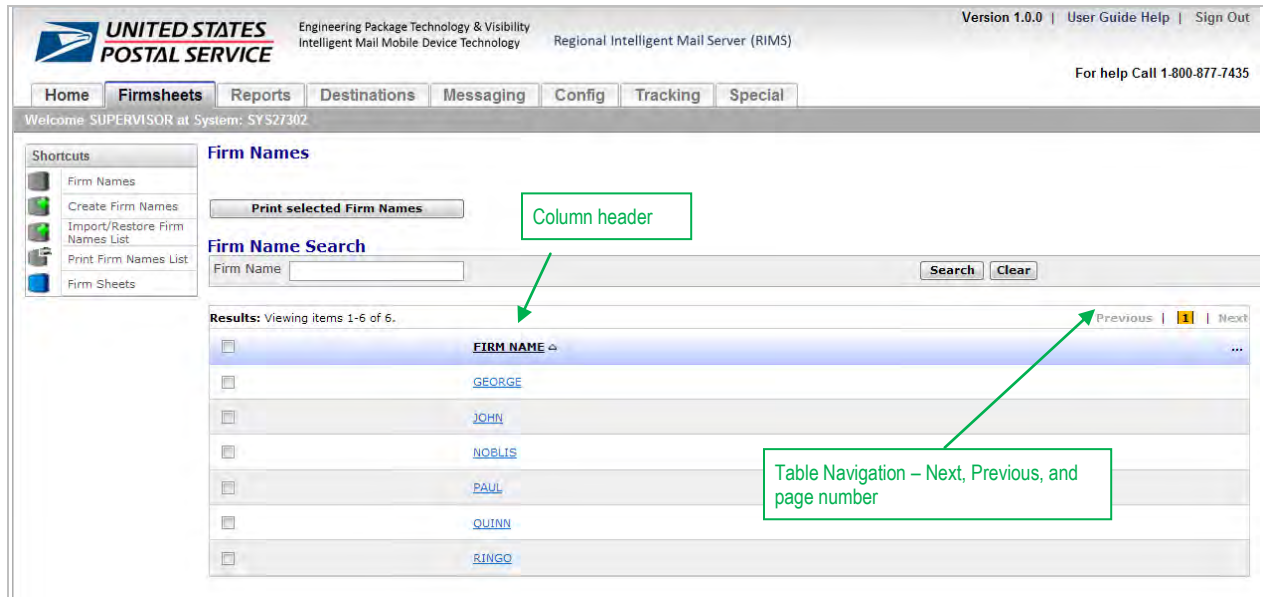 UNITED STATES
POSTAL SERVICE
Engineering Package Technology & Visibility
Intelligent Mail Mobile Device Technology
Regional Intelligent Mail Server (RIMS)
Version 1.0.0 | User Guide Help | Sign Out
For help Call 1-800-877-7435
Home Firmsheets Reports Destinations Messaging Config Tracking Special
Welcome SUPERVISOR at System: SYS27302
Shortcuts
Firm Names
Create Firm Names
Import/Restore Firm
Names List
Print Firm Names List
Firm Sheets
Firm Names
Print selected Firm Names
Column header
Firm Name Search
Firm Name
Search Clear
Results: Viewing items 1-6 of 6.
Previous | 1 | Next
FIRM NAME
...
GEORGE
JOHN
NOBLIS
PAUL
QUINN
RINGO
Table Navigation – Next, Previous, and
page number